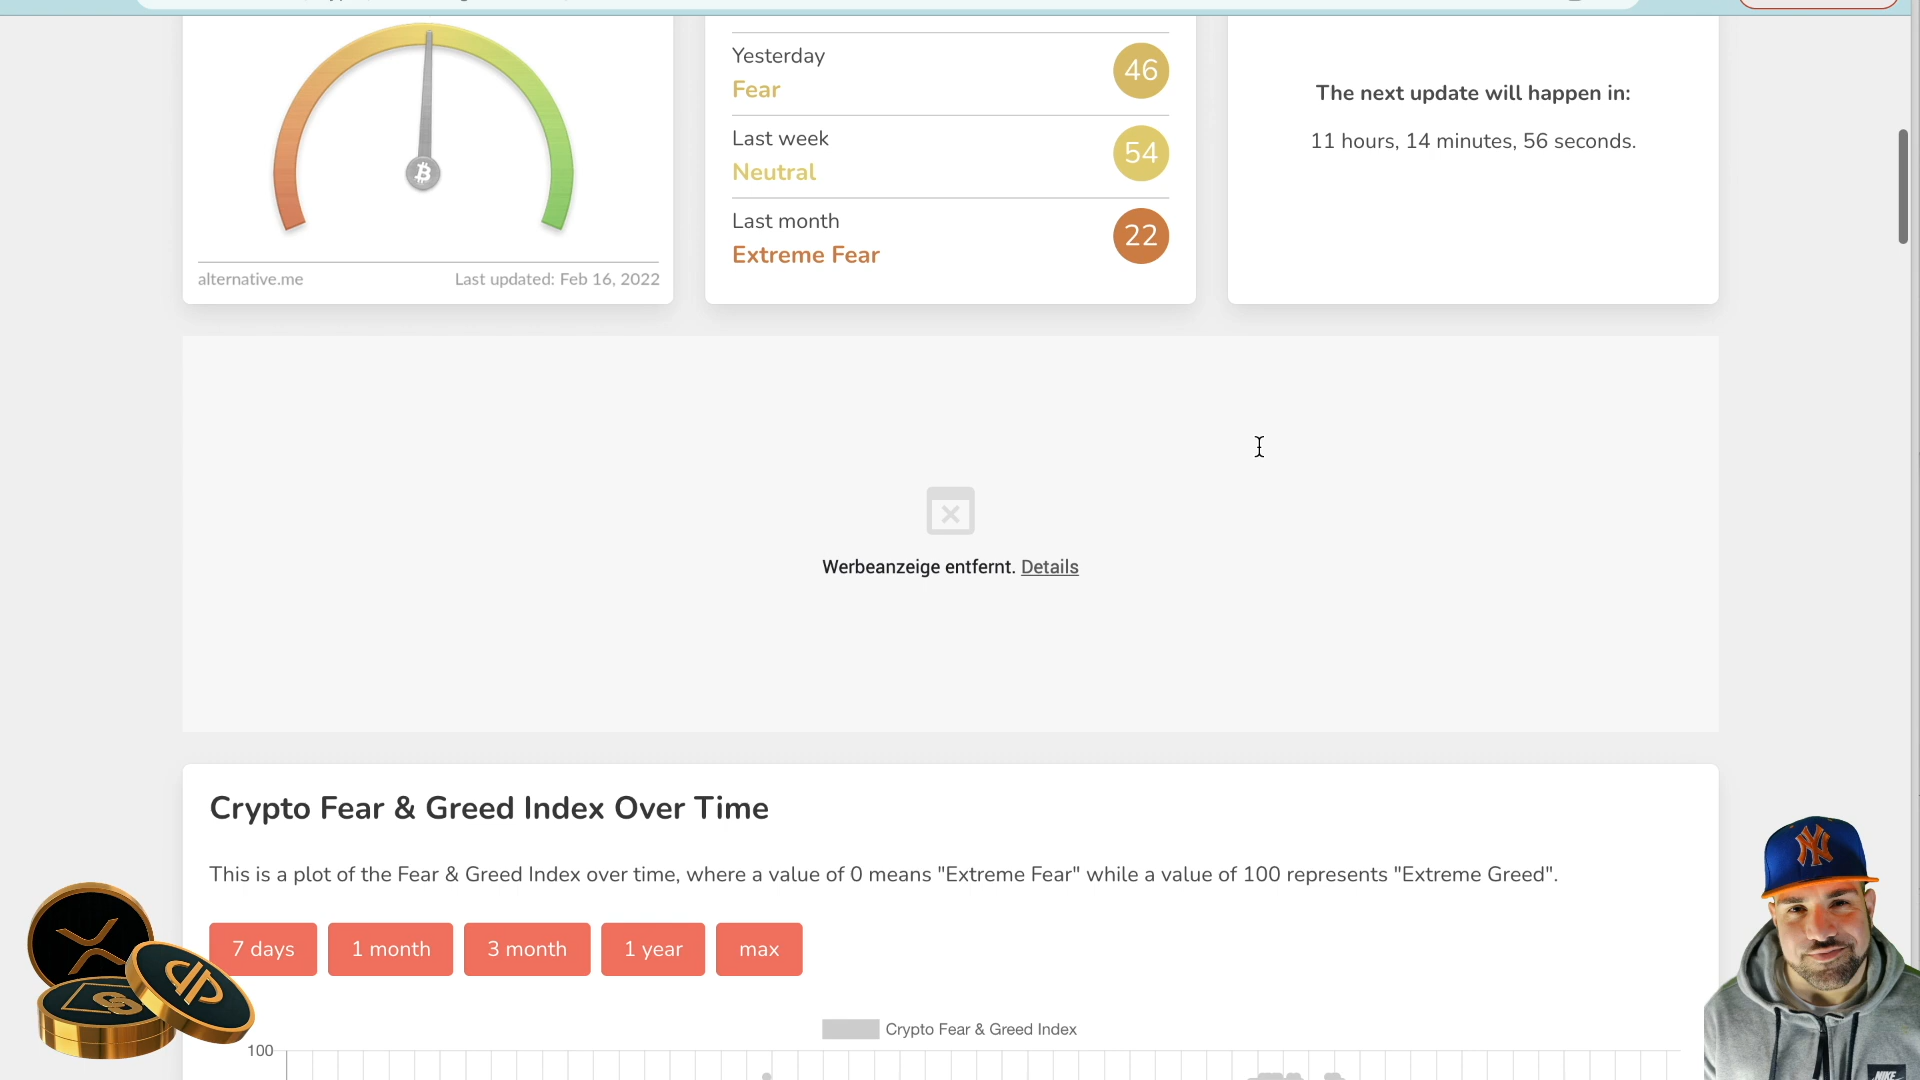 Yesterday
Fear
46
Last week
Neutral
54
Last month
Extreme Fear
22
alternative.me
Last updated: Feb 16, 2022
The next update will happen in:
11 hours, 14 minutes, 56 seconds.
Werbeanzeige entfernt. Details
Crypto Fear & Greed Index Over Time
This is a plot of the Fear & Greed Index over time, where a value of 0 means "Extreme Fear" while a value of 100 represents "Extreme Greed".
7 days
1 month
3 month
1 year
max
Crypto Fear & Greed Index
100
NY
NIKE